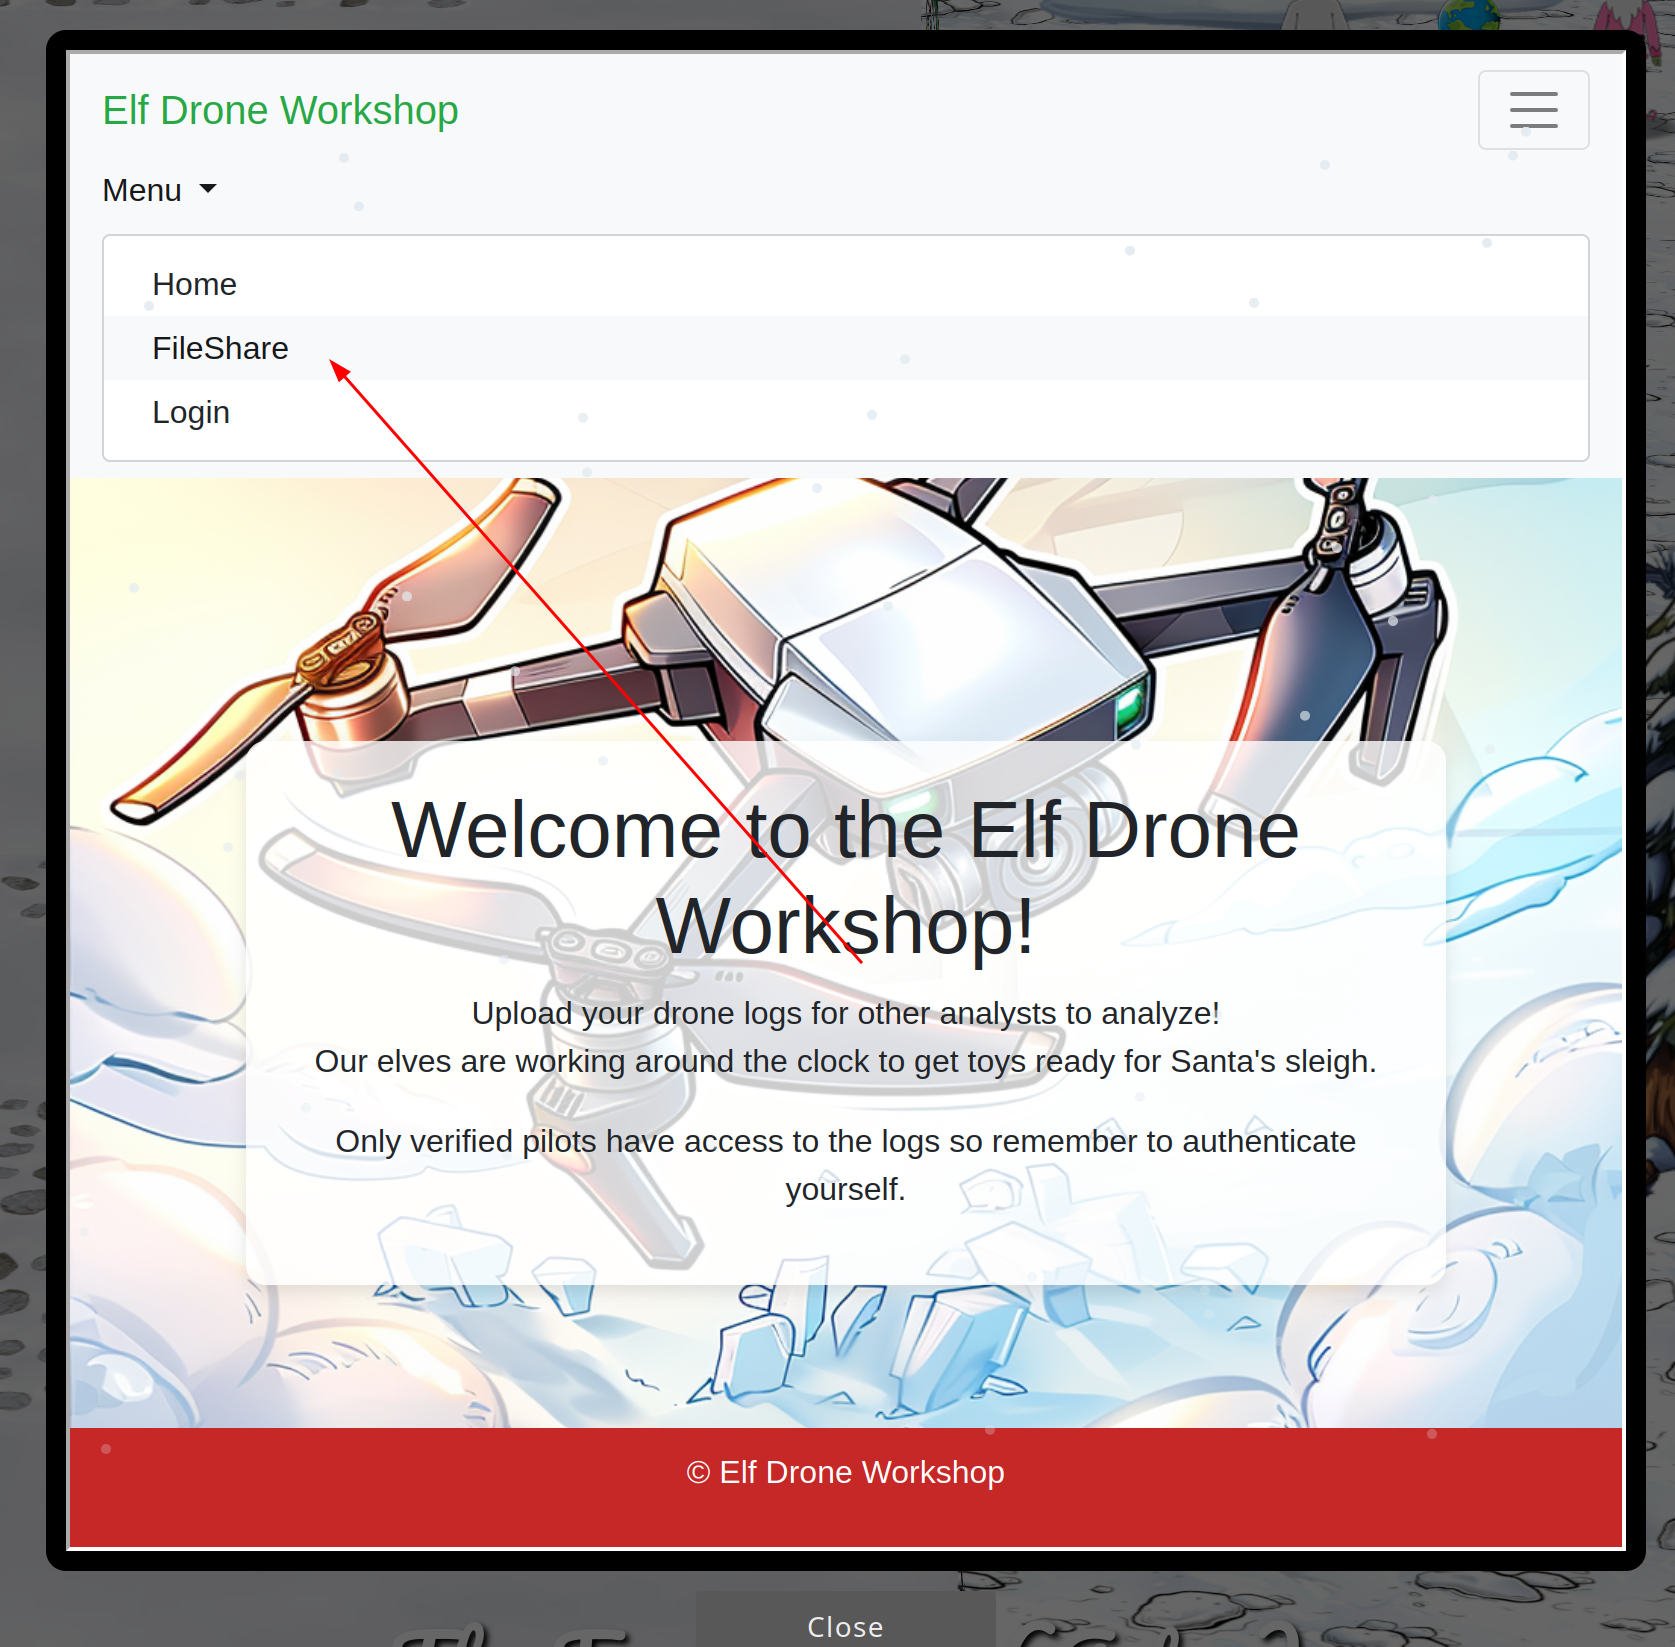 Elf Drone Workshop
Menu
Home
FileShare
Login
Welcome to the Elf Drone
Workshop!
Upload your drone logs for other analysts to analyze!
Our elves are working around the clock to get toys ready for Santa's sleigh.
Only verified pilots have access to the logs so remember to authenticate
yourself.
© Elf Drone Workshop
Close